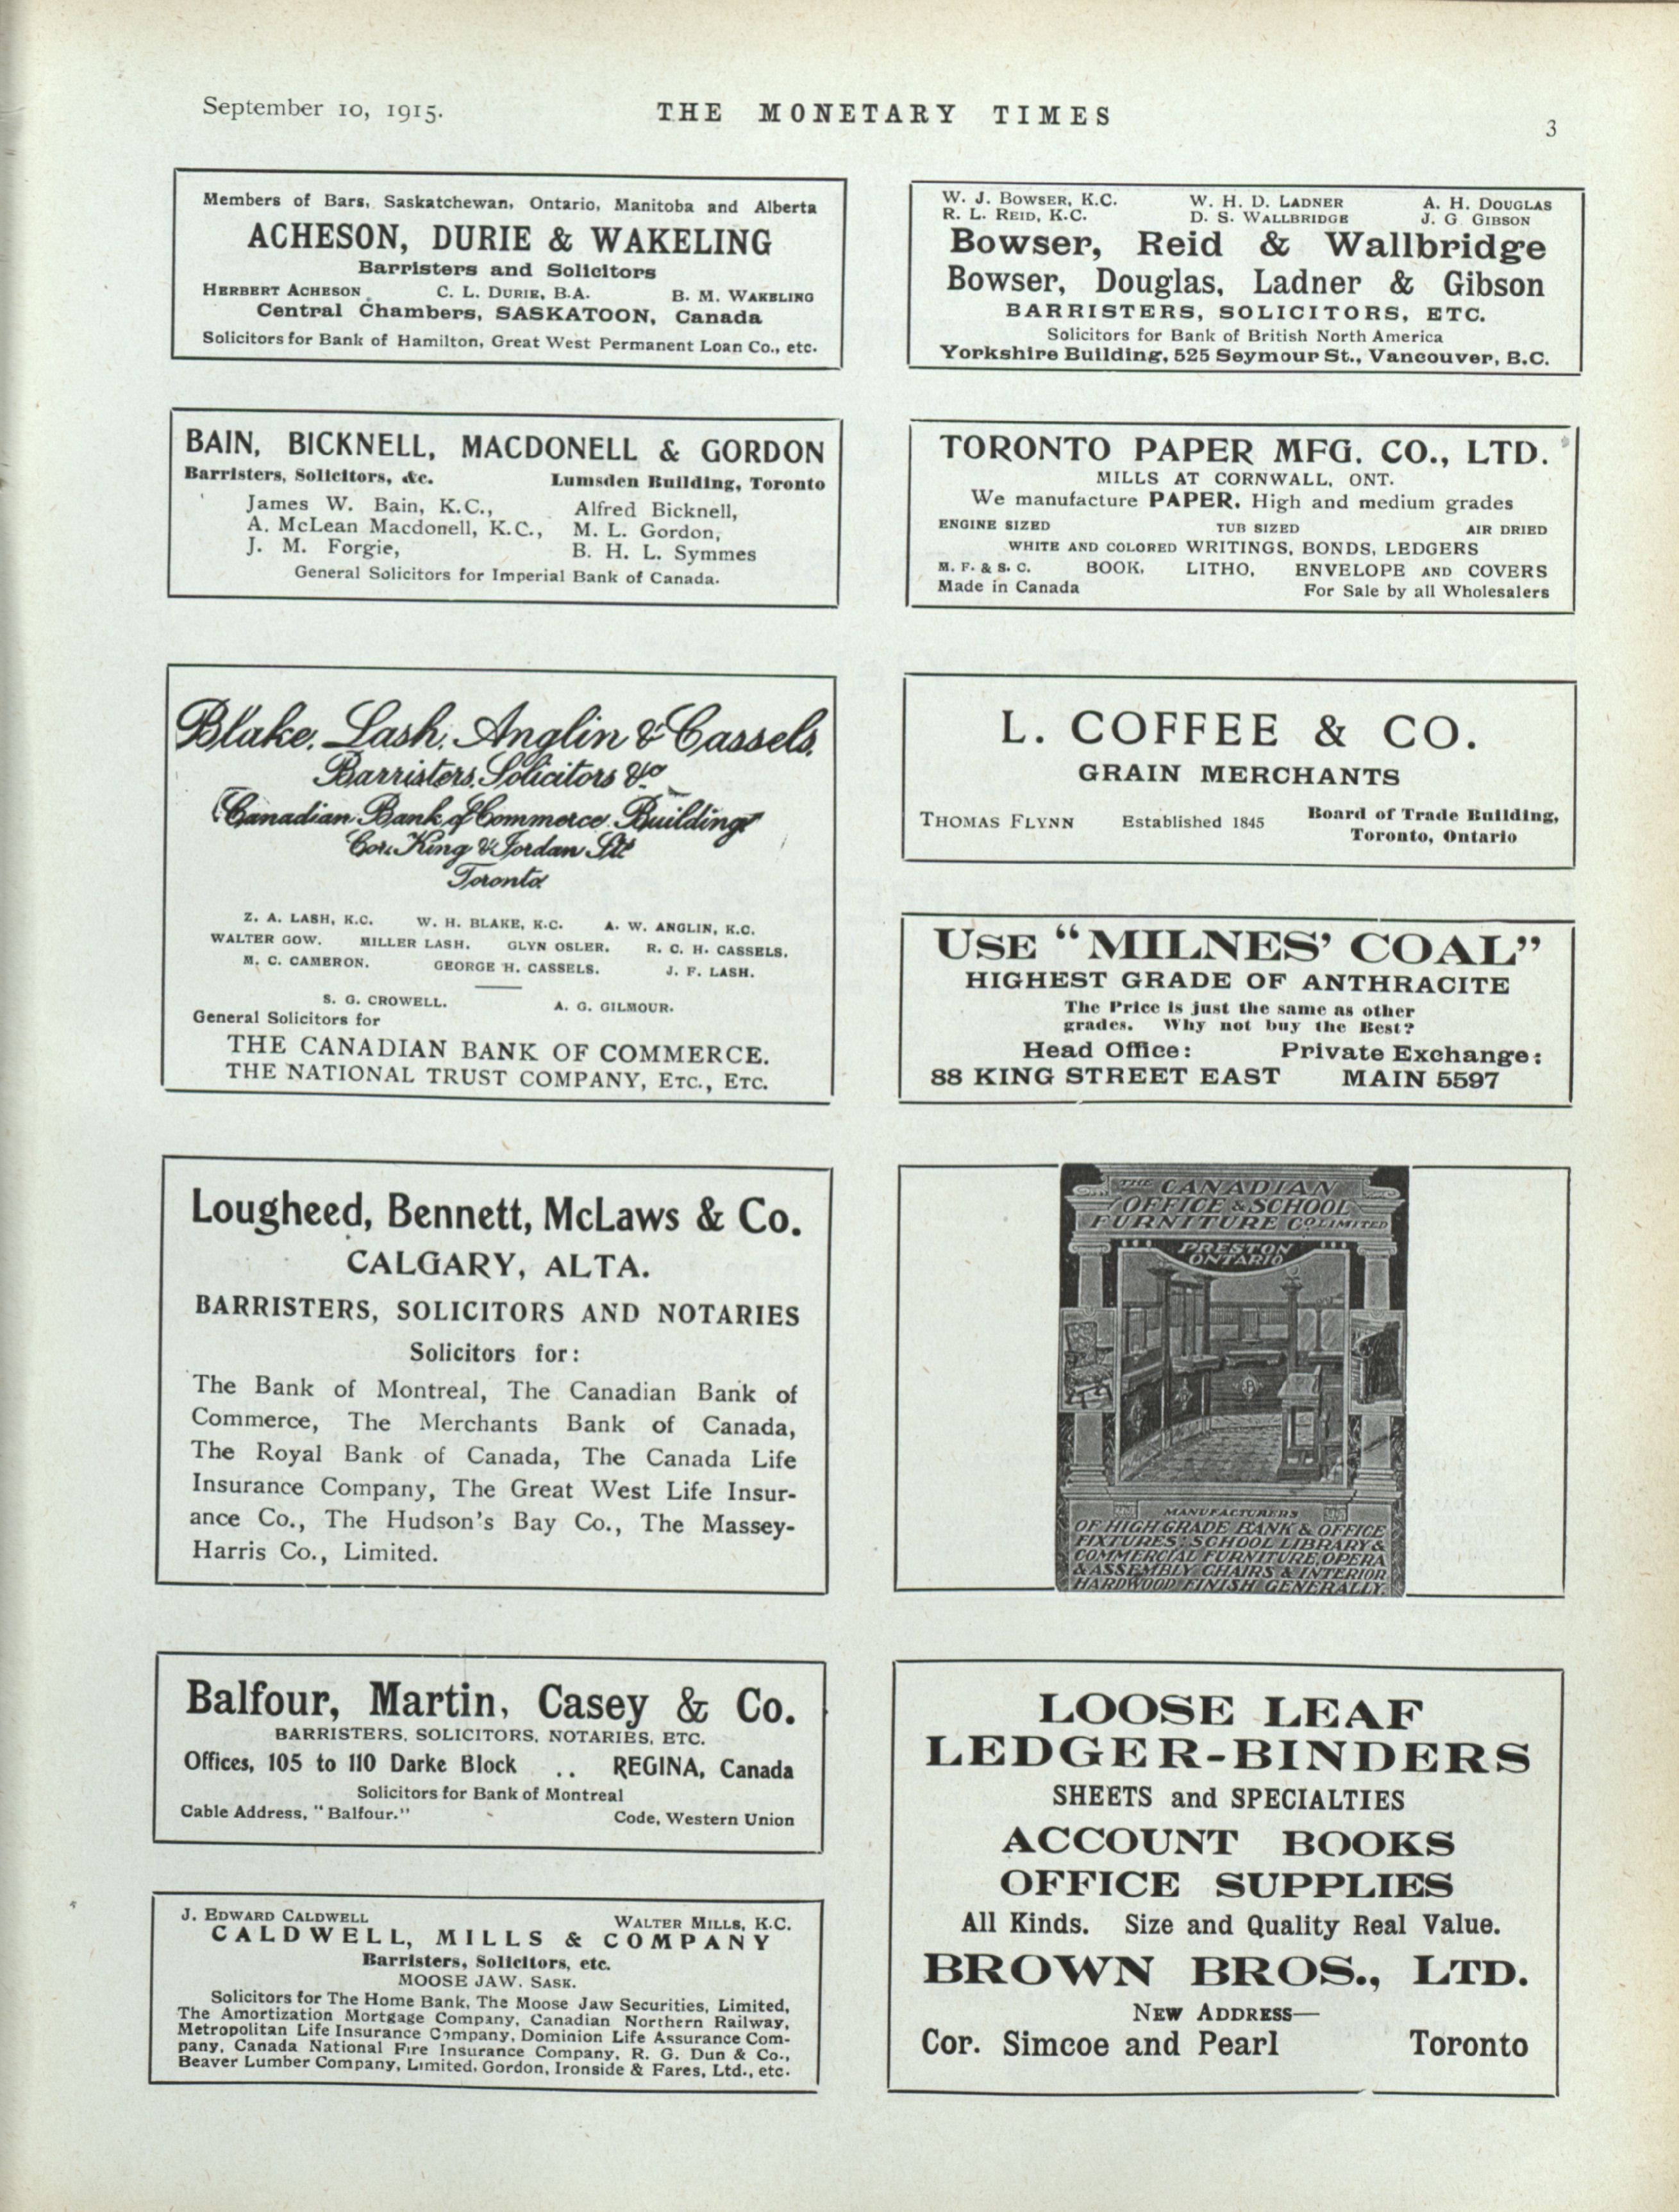 September 10, 1915.
THE MONETARY TIMES
3
Members of Bars, Saskatchewan, Ontario, Manitoba and Alberta
ACHESON, DURIE & WAKELING
Barristers and Solicitors
HERBERT ACHESON C. L. DURIE, B.A. B. M. WAKELING
Central Chambers, SASKATOON, Canada
Solicitors for Bank of Hamilton, Great West Permanent Loan Co., etc.
BAIN, BICKNELL, MACDONELL & GORDON
Barristers, Solicitors, &c. Lumsden Building, Toronto
James W. Bain, K.C., Alfred Bicknell,
A. McLean Macdonell, K.C., M. L. Gordon,
J. M. Forgie, B. H. L. Symmes
General Solicitors for Imperial Bank of Canada.
Blake, Lash, Anglin & Cassels,
Barristers, Solicitors &c
Canadian Bank of Commerce Building
Cor. King & Jordan Sts
Toronto
Z. A. LASH, K.C. W. H. BLAKE, K.C. A. W. ANGLIN, K.C.
WALTER GOW. MILLER LASH. GLYN OSLER. R. C. H. CASSELS.
M. C. CAMERON. GEORGE H. CASSELS. J. F. LASH.
S. G. CROWELL. A. G. GILMOUR.
General Solicitors for
THE CANADIAN BANK OF COMMERCE.
THE NATIONAL TRUST COMPANY, ETC., ETC.
Lougheed, Bennett, McLaws & Co.
CALGARY, ALTA.
BARRISTERS, SOLICITORS AND NOTARIES
Solicitors for:
The Bank of Montreal, The Canadian Bank of
Commerce, The Merchants Bank of Canada,
The Royal Bank of Canada, The Canada Life
Insurance Company, The Great West Life Insur-
ance Co., The Hudson's Bay Co., The Massey-
Harris Co., Limited.
Balfour, Martin, Casey & Co.
BARRISTERS, SOLICITORS, NOTARIES, ETC.
Offices, 105 to 110 Darke Block .. REGINA, Canada
Solicitors for Bank of Montreal
Cable Address, "Balfour." Code, Western Union
J. EDWARD CALDWELL WALTER MILLS, K.C.
CALDWELL, MILLS & COMPANY
Barristers, Solicitors, etc.
MOOSE JAW, SASK.
Solicitors for The Home Bank, The Moose Jaw Securities, Limited,
The Amortization Mortgage Company, Canadian Northern Railway,
Metropolitan Life Insurance Company, Dominion Life Assurance Com-
pany, Canada National Fire Insurance Company, R. G. Dun & Co.,
Beaver Lumber Company, Limited, Gordon, Ironside & Fares, Ltd., etc.
W. J. BOWSER, K.C. W. H. D. LADNER A. H. DOUGLAS
R. L. REID, K.C. D. S. WALLBRIDGE J. G GIBSON
Bowser, Reid & Wallbridge
Bowser, Douglas, Ladner & Gibson
BARRISTERS, SOLICITORS, ETC.
Solicitors for Bank of British North America
Yorkshire Building, 525 Seymour St., Vancouver, B.C.
TORONTO PAPER MFG. CO., LTD.
MILLS AT CORNWALL, ONT.
We manufacture PAPER, High and medium grades
ENGINE SIZED TUB SIZED AIR DRIED
WHITE AND COLORED WRITINGS, BONDS, LEDGERS
M. F. & S. C. BOOK, LITHO, ENVELOPE AND COVERS
Made in Canada For Sale by all Wholesalers
L. COFFEE & CO.
GRAIN MERCHANTS
THOMAS FLYNN Established 1845 Board of Trade Building,
Toronto, Ontario
USE "MILNES' COAL"
HIGHEST GRADE OF ANTHRACITE
The Price is just the same as other
grades. Why not buy the Best?
Head Office: Private Exchange:
88 KING STREET EAST MAIN 5597
THE CANADIAN
OFFICE & SCHOOL
FURNITURE CO LIMITED
PRESTON
ONTARIO
MANUFACTURERS
OF HIGH GRADE BANK & OFFICE
FIXTURES, SCHOOL LIBRARY &
COMMERCIAL FURNITURE, OPERA
& ASSEMBLY CHAIRS & INTERIOR
HARDWOOD FINISH GENERALLY.
LOOSE LEAF
LEDGER-BINDERS
SHEETS and SPECIALTIES
ACCOUNT BOOKS
OFFICE SUPPLIES
All Kinds. Size and Quality Real Value.
BROWN BROS., LTD.
NEW ADDRESS—
Cor. Simcoe and Pearl Toronto